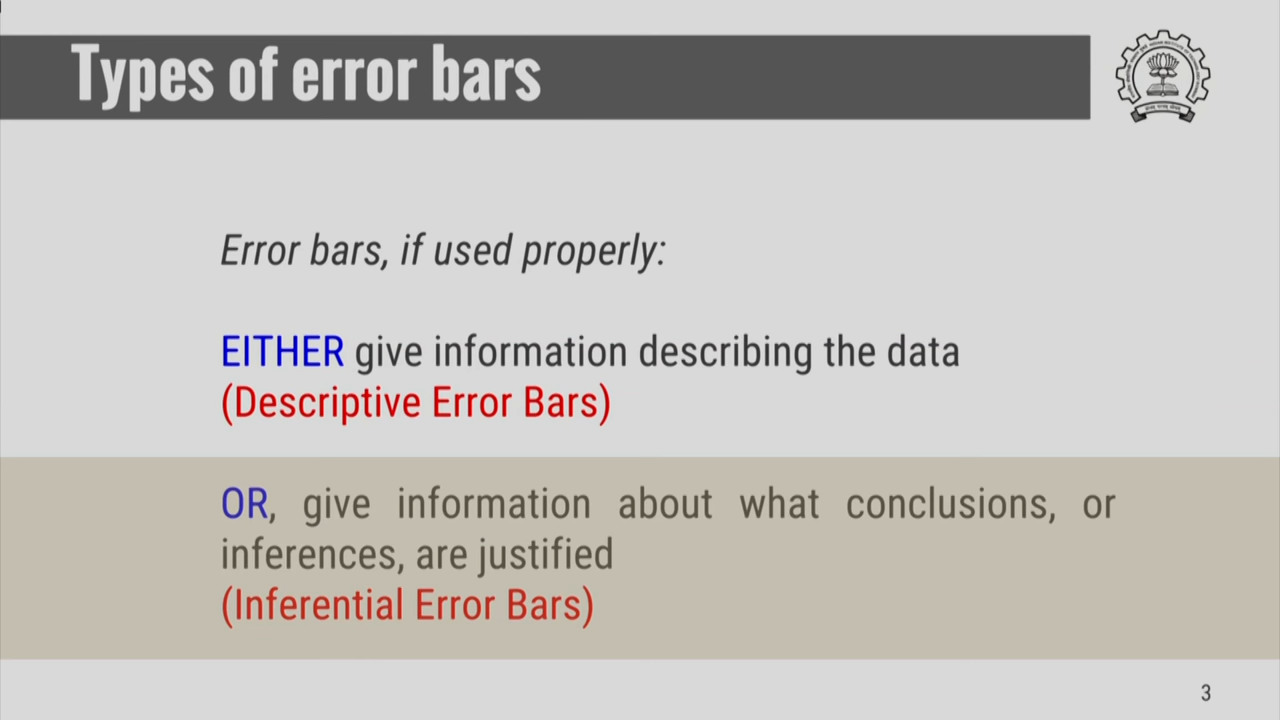 Types of error bars
Error bars, if used properly:
EITHER give information describing the data
(Descriptive Error Bars)
OR, give information about what conclusions, or
inferences, are justified
(Inferential Error Bars)
3